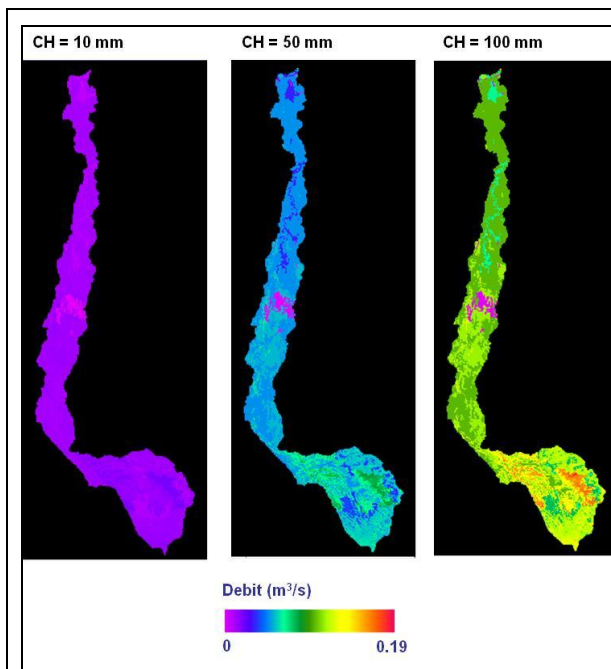 CH = 10 mm
CH = 50 mm
CH = 100 mm
Debit (m³/s)
0
0.19